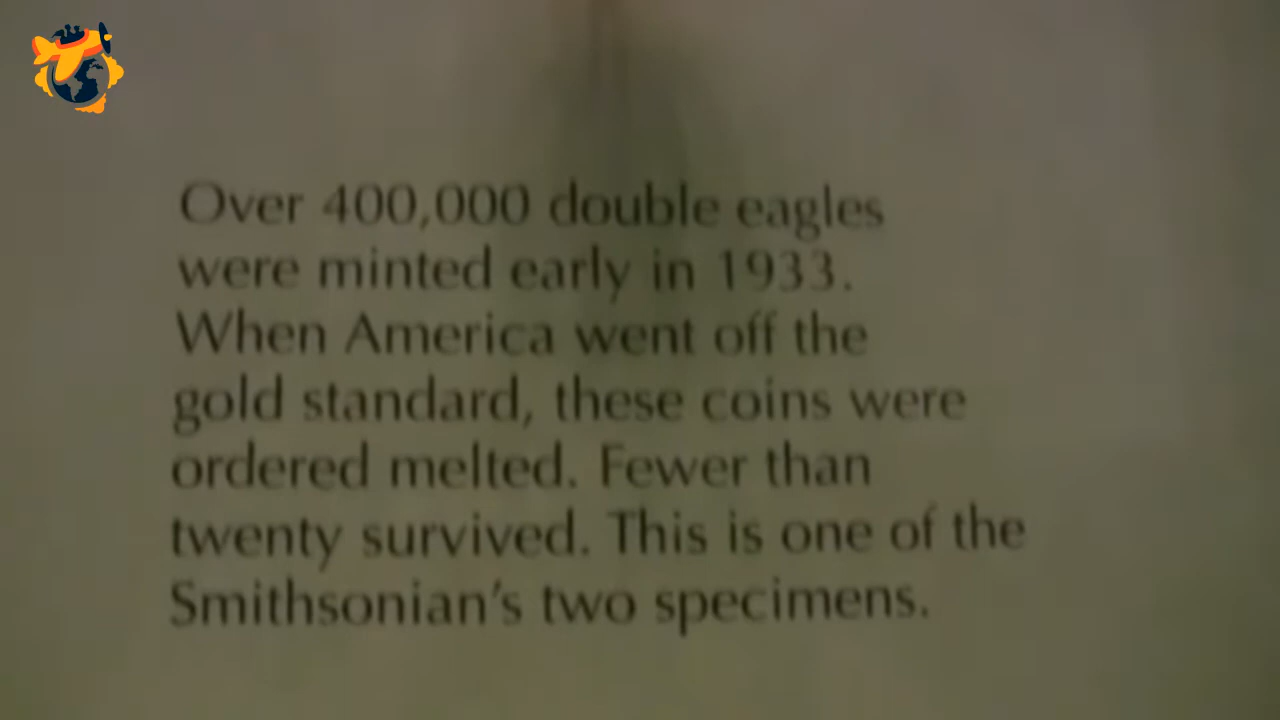 Over 400,000 double eagles
were minted early in 1933.
When America went off the
gold standard, these coins were
ordered melted. Fewer than
twenty survived. This is one of the
Smithsonian's two specimens.